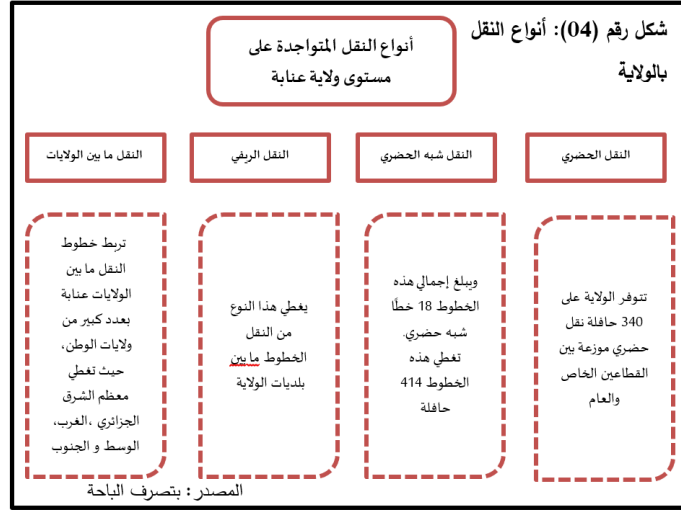 شكل رقم (04): أنواع النقل
بالولاية
أنواع النقل المتواجدة على
مستوى ولاية عنابة
النقل الحضري
النقل شبه الحضري
النقل الريفي
النقل ما بين الولايات
تتوفر الولاية على
340 حافلة نقل
حضري موزعة بين
القطاعين الخاص
والعام
ويبلغ إجمالي هذه
الخطوط 18 خطًا
شبه حضري.
تغطي هذه
الخطوط 414
حافلة
يغطي هذا النوع
من النقل
الخطوط ما بين
بلديات الولاية
تربط خطوط
النقل ما بين
الولايات عنابة
بعدد كبير من
ولايات الوطن،
حيث تغطي
معظم الشرق
الجزائري ،الغرب،
الوسط و الجنوب
المصدر : بتصرف الباحة